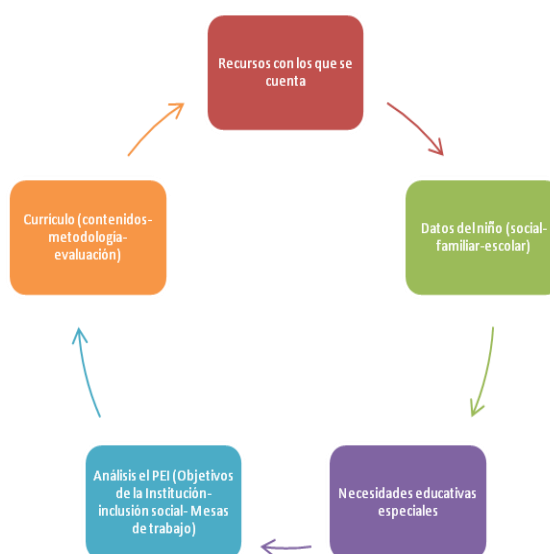 Recursos con los que se
cuenta
Datos del niño (social-
familiar-escolar)
Necesidades educativas
especiales
Análisis el PEI (Objetivos
de la Institución-
inclusión social- Mesas
de trabajo)
Curriculo (contenidos-
metodologia-
evaluación)